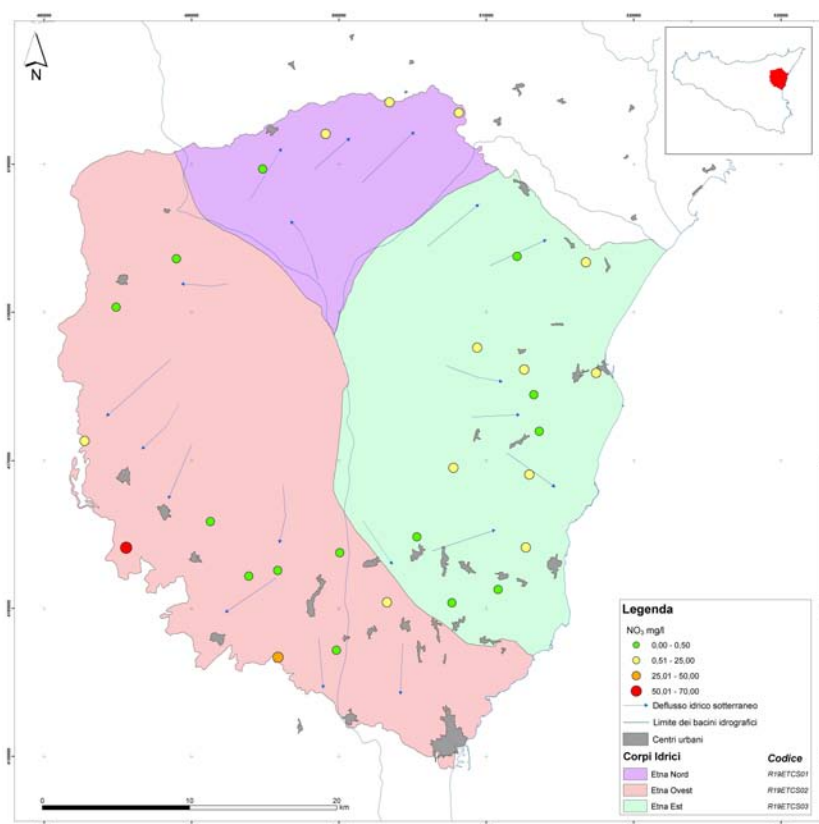 N
Legenda
NO3 mg/l
0,00 - 0,50
0,51 - 25,00
25,01 - 50,00
50,01 - 70,00
Deflusso idrico sotterraneo
Limite dei bacini idrografici
Centri urbani
Corpi Idrici Codice
Etna Nord R19ETCS01
Etna Ovest R19ETCS02
Etna Est R19ETCS03
0 10 20
km